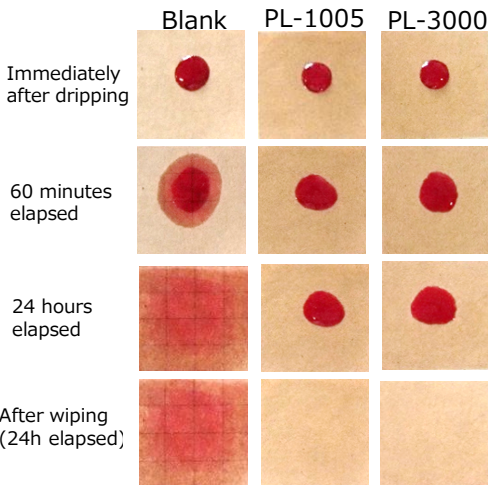 Blank PL-1005 PL-3000
Immediately
after dripping
60 minutes
elapsed
24 hours
elapsed
After wiping
(24h elapsed)